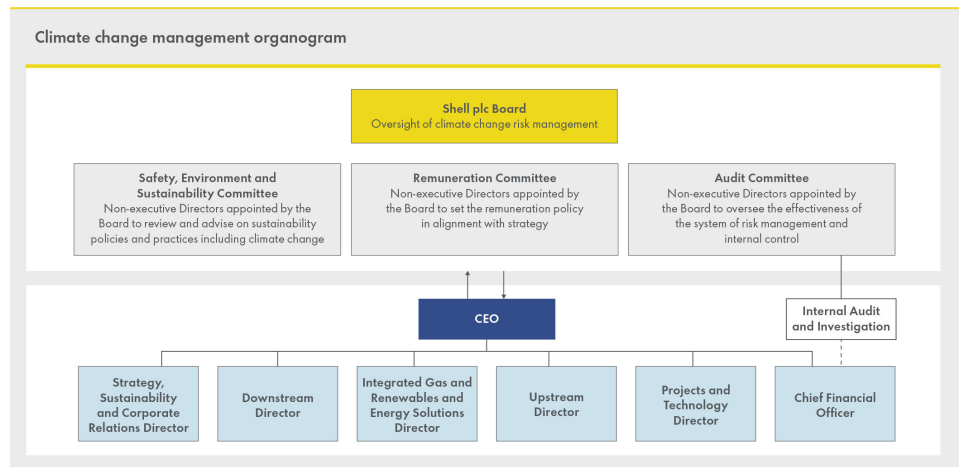 Climate change management organogram
Shell plc Board
Oversight of climate change risk management
Safety, Environment and
Sustainability Committee
Non-executive Directors appointed by the
Board to review and advise on sustainability
policies and practices including climate change
Remuneration Committee
Non-executive Directors appointed by
the Board to set the remuneration policy
in alignment with strategy
Audit Committee
Non-executive Directors appointed by
the Board to oversee the effectiveness of
the system of risk management and
internal control
CEO
Internal Audit
and Investigation
Strategy,
Sustainability
and Corporate
Relations Director
Downstream
Director
Integrated Gas and
Renewables and
Energy Solutions
Director
Upstream
Director
Projects and
Technology
Director
Chief Financial
Officer